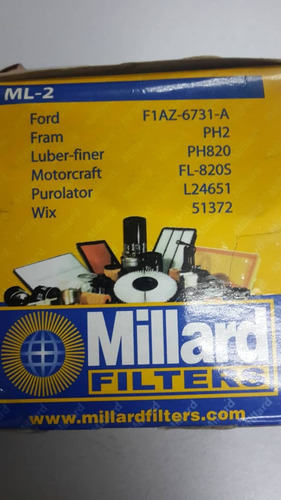 ML-2
Ford F1AZ-6731-A
Fram PH2
Luber-finer PH820
Motorcraft FL-820S
Purolator L24651
Wix 51372
Millard
FILTERS
www.millardfilters.com